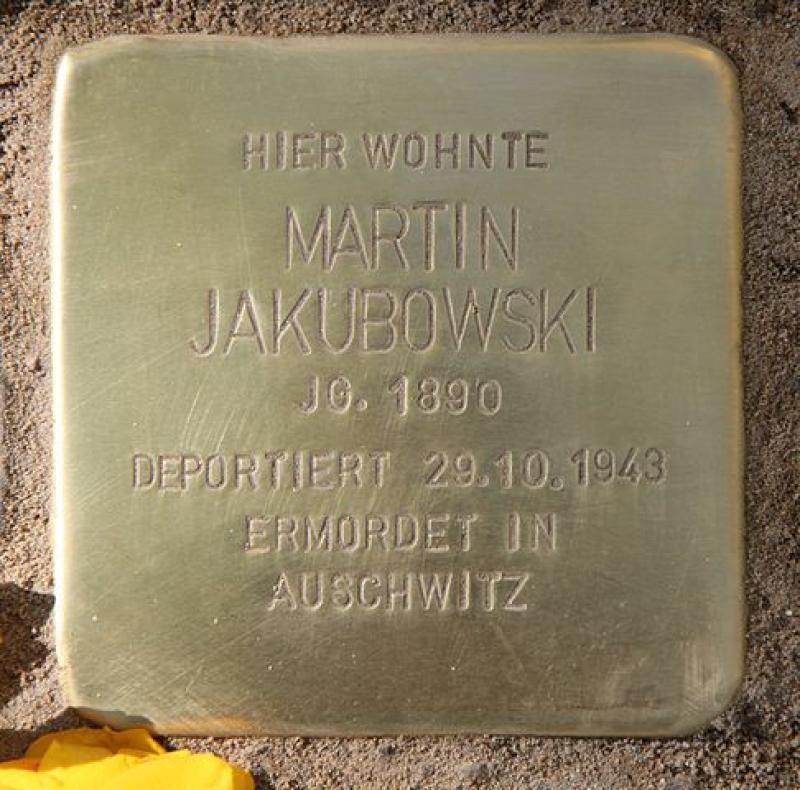 HIER WOHNTE
MARTIN
JAKUBOWSKI
JG. 1890
DEPORTIERT 29.10.1943
ERMORDET IN
AUSCHWITZ